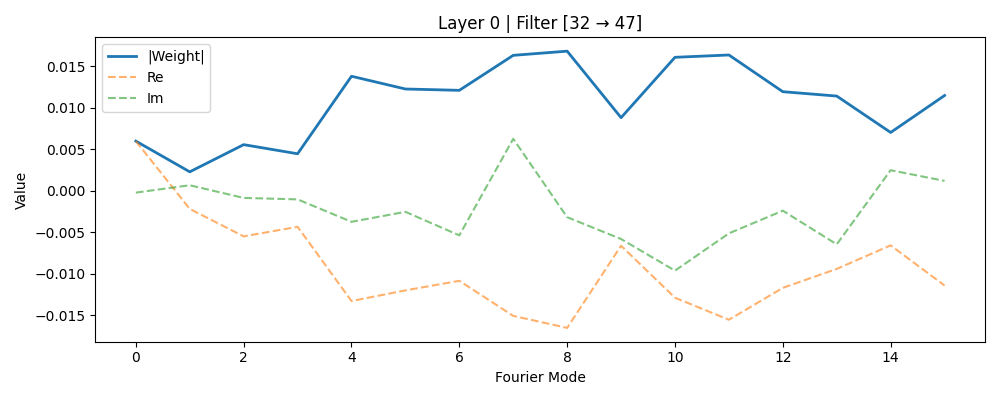 Layer 0 | Filter [32 → 47]
|Weight|
Re
Im
0.015
0.010
0.005
0.000
−0.005
−0.010
−0.015
Value
0 2 4 6 8 10 12 14
Fourier Mode